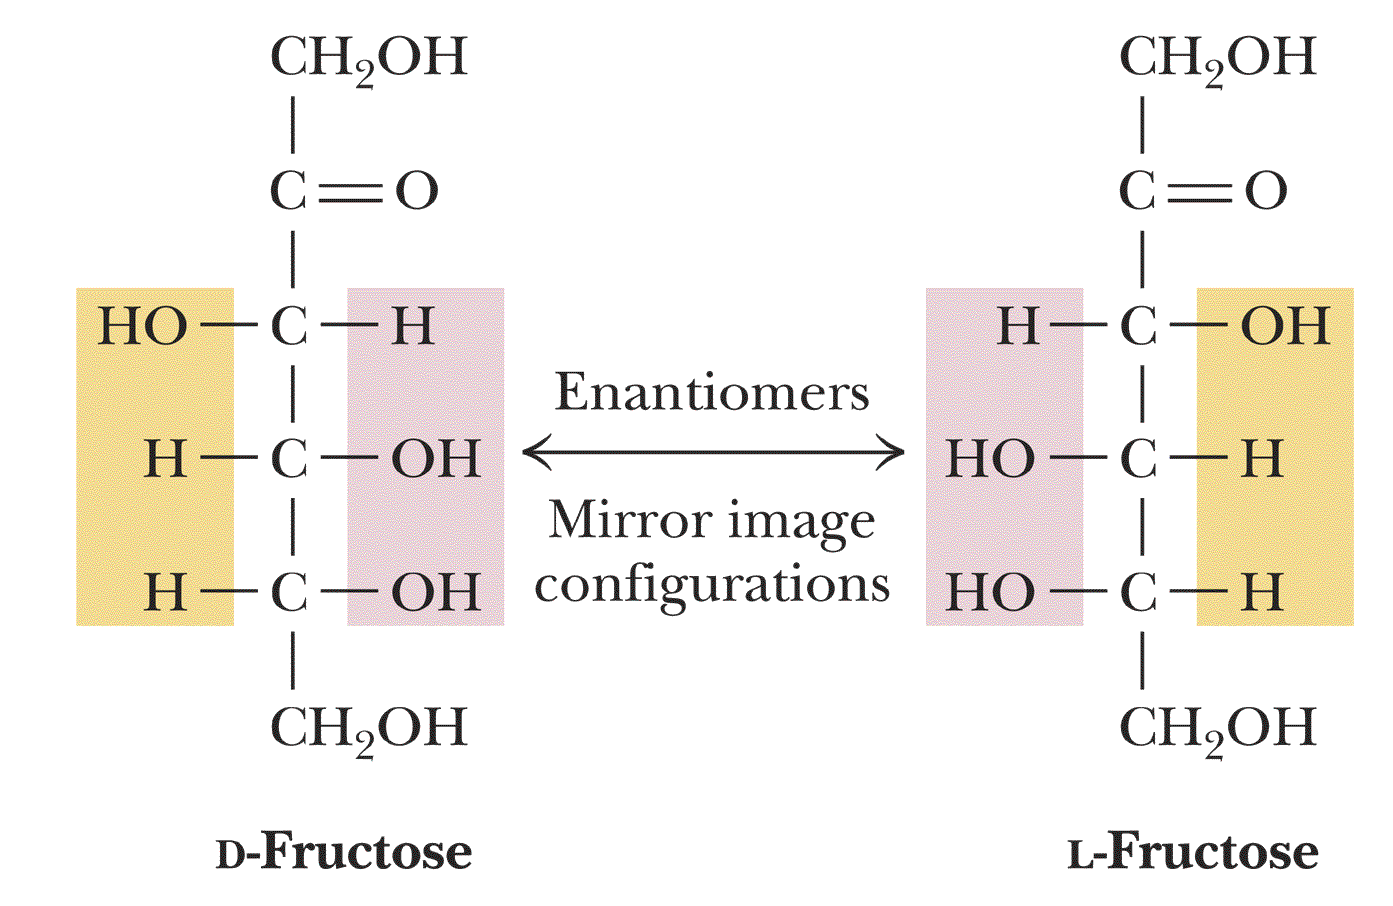 CH₂OH CH₂OH
C=O C=O
HO—C—H H—C—OH
Enantiomers
H—C—OH HO—C—H
Mirror image
configurations
H—C—OH HO—C—H
CH₂OH CH₂OH
D-Fructose L-Fructose